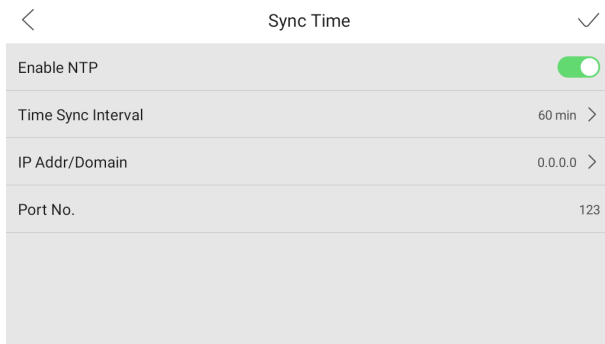 Sync Time
Enable NTP
Time Sync Interval 60 min
IP Addr/Domain 0.0.0.0
Port No. 123